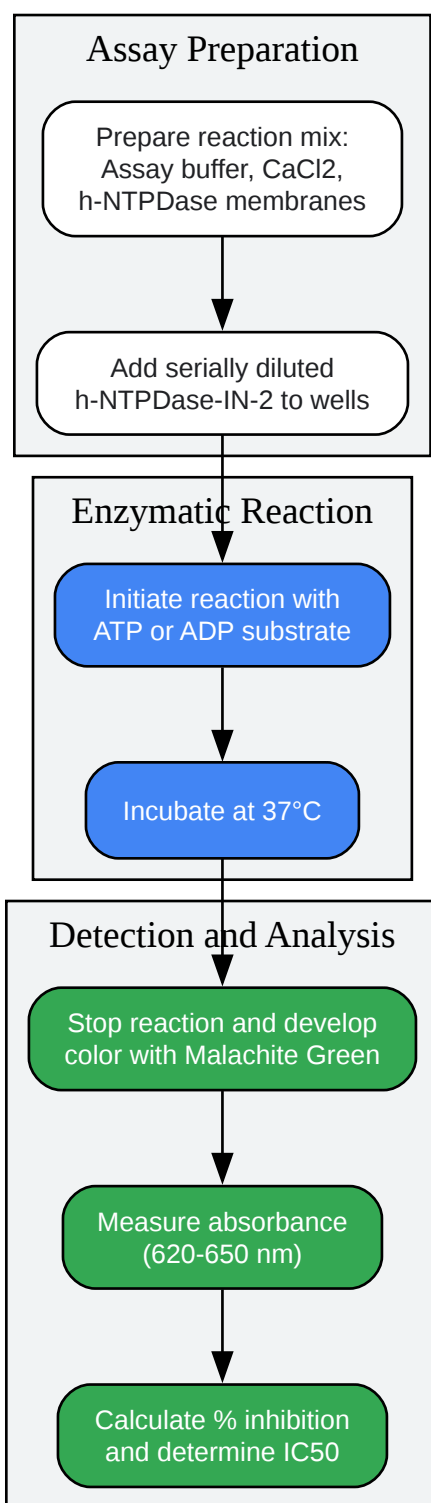 Assay Preparation
Prepare reaction mix:
Assay buffer, CaCl2,
h-NTPDase membranes
Add serially diluted
h-NTPDase-IN-2 to wells
Enzymatic Reaction
Initiate reaction with
ATP or ADP substrate
Incubate at 37°C
Detection and Analysis
Stop reaction and develop
color with Malachite Green
Measure absorbance
(620-650 nm)
Calculate % inhibition
and determine IC50